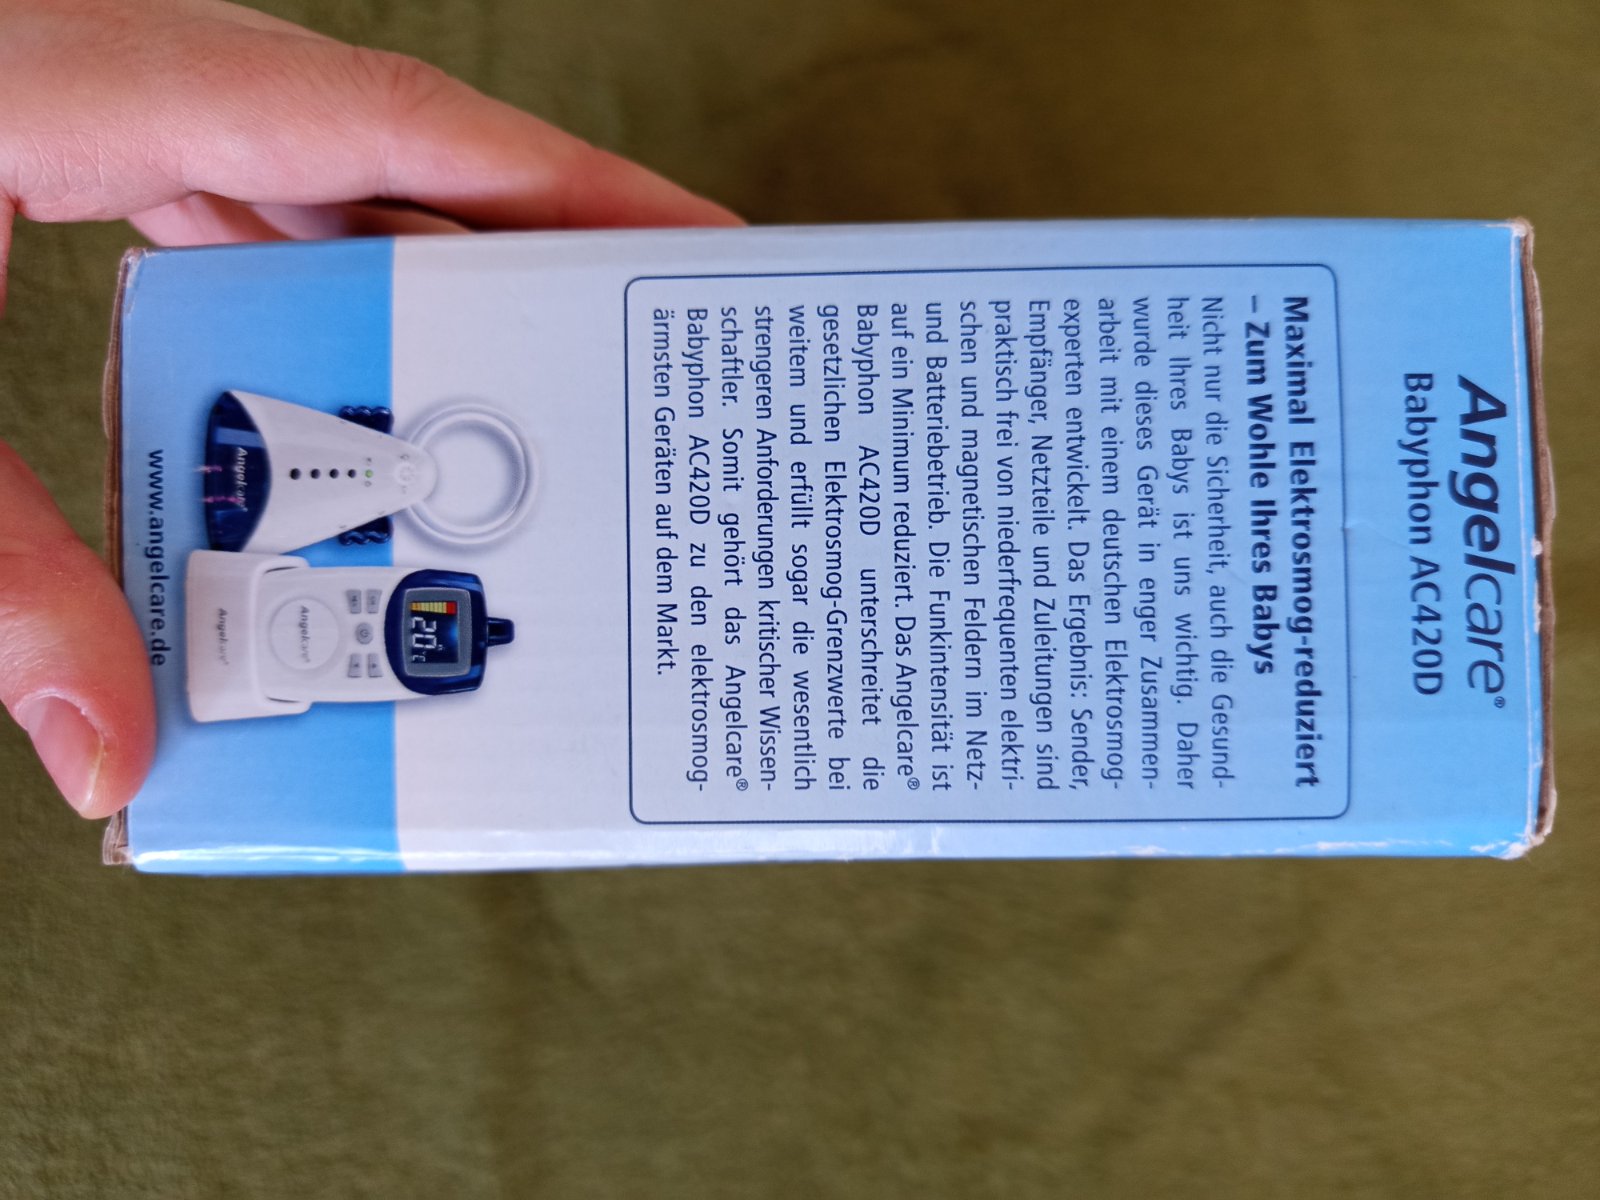 Angelcare®
Babyphon AC420D
Maximal Elektrosmog-reduziert
– Zum Wohle Ihres Babys
Nicht nur die Sicherheit, auch die Gesund-
heit Ihres Babys ist uns wichtig. Daher
wurde dieses Gerät in enger Zusammen-
arbeit mit einem deutschen Elektrosmog-
experten entwickelt. Das Ergebnis: Sender,
Empfänger, Netzteile und Zuleitungen sind
praktisch frei von niederfrequenten elektri-
schen und magnetischen Feldern im Netz-
und Batteriebetrieb. Die Funkintensität ist
auf ein Minimum reduziert. Das Angelcare®
Babyphon AC420D unterschreitet die
gesetzlichen Elektrosmog-Grenzwerte bei
weitem und erfüllt sogar die wesentlich
strengeren Anforderungen kritischer Wissen-
schaftler. Somit gehört das Angelcare®
Babyphon AC420D zu den elektrosmog-
ärmsten Geräten auf dem Markt.
20°C
Angelcare®
Angelcare®
Angelcare®
www.angelcare.de